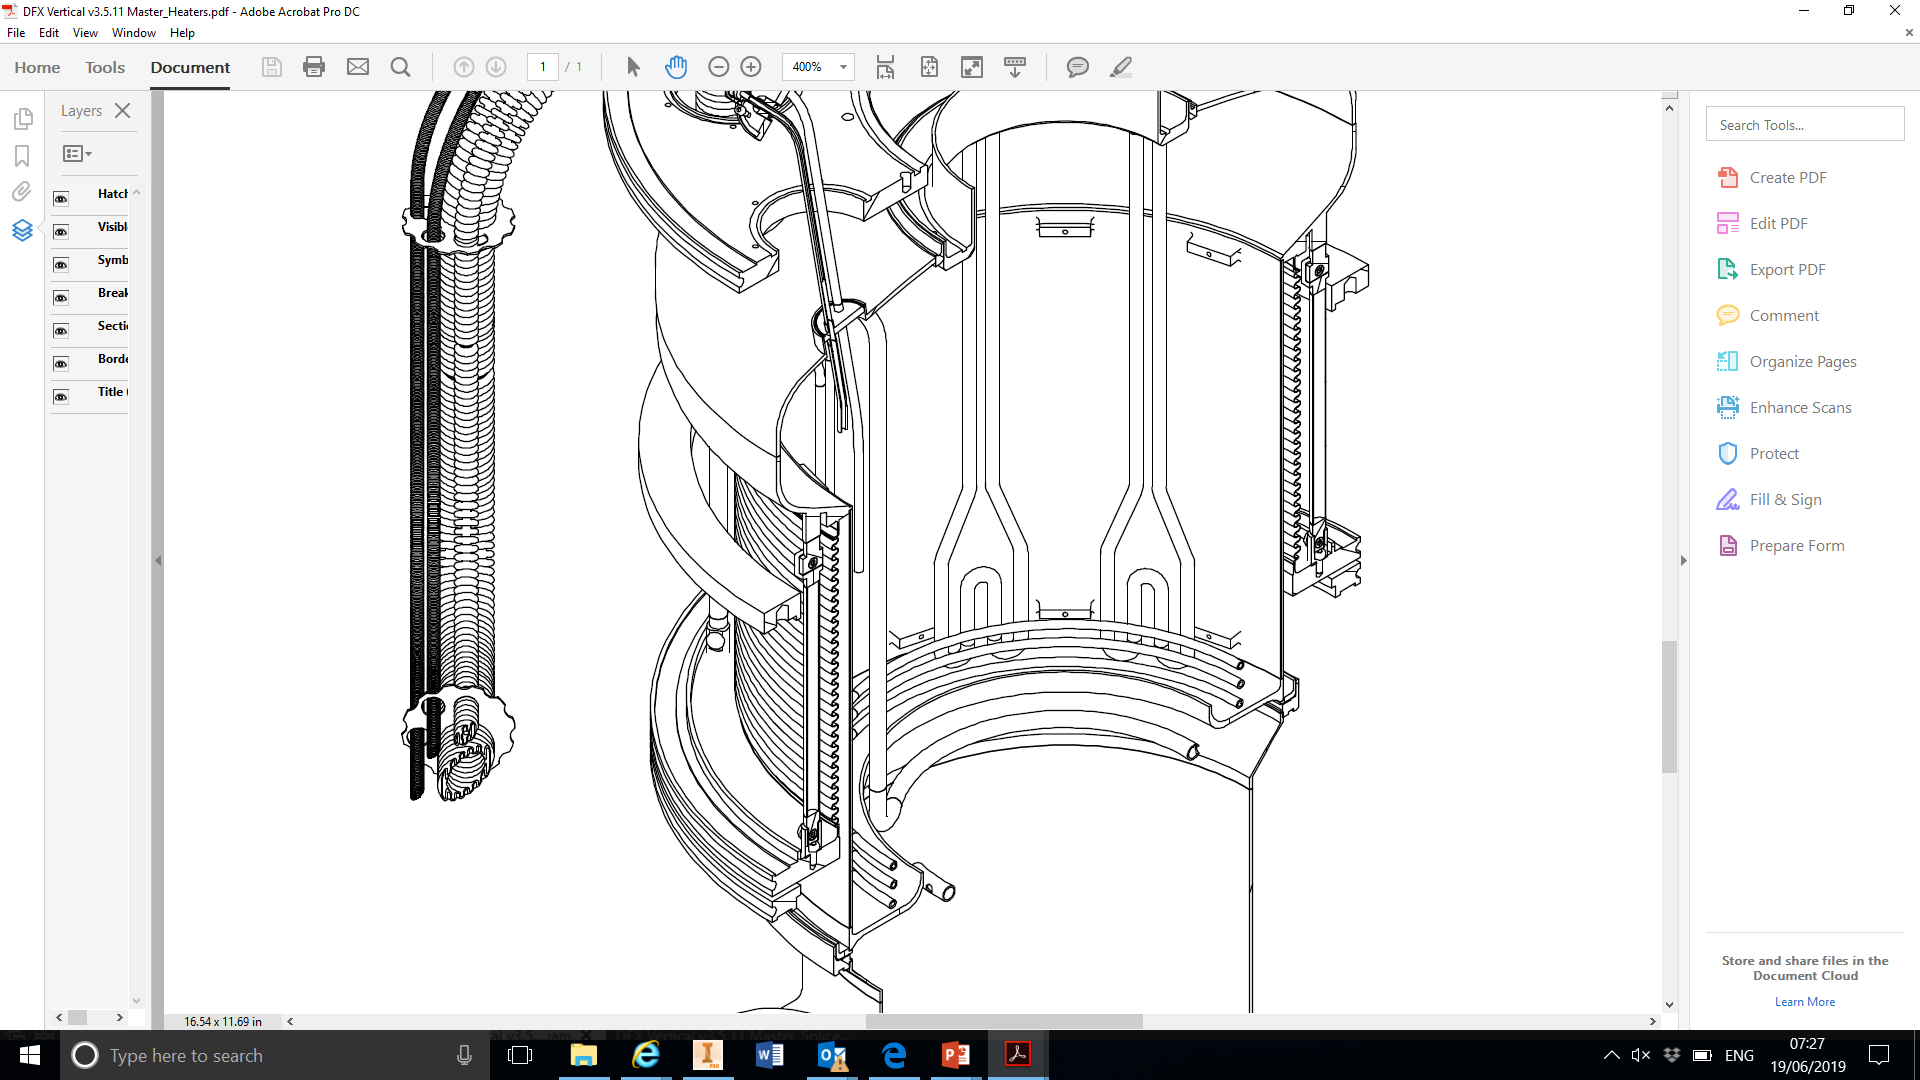 DFX Vertical v3.5.11 Master_Heaters.pdf - Adobe Acrobat Pro DC
File Edit View Window Help
Home Tools Document 1 / 1 400%
Layers
Hatch
Visibl
Symb
Break
Secti
Borde
Title (
Search Tools...
Create PDF
Edit PDF
Export PDF
Comment
Organize Pages
Enhance Scans
Protect
Fill & Sign
Prepare Form
Store and share files in the
Document Cloud
Learn More
16.54 x 11.69 in
Type here to search
ENG
07:27
19/06/2019